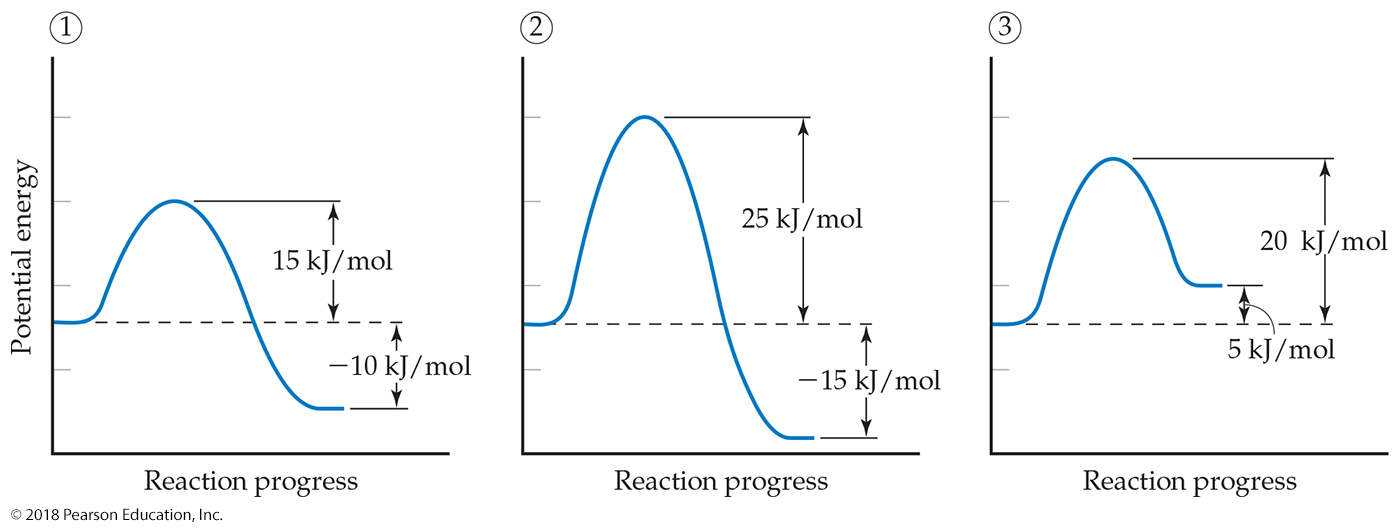 1
2
3
Potential energy
15 kJ/mol
−10 kJ/mol
25 kJ/mol
−15 kJ/mol
20 kJ/mol
5 kJ/mol
Reaction progress
Reaction progress
Reaction progress
© 2018 Pearson Education, Inc.